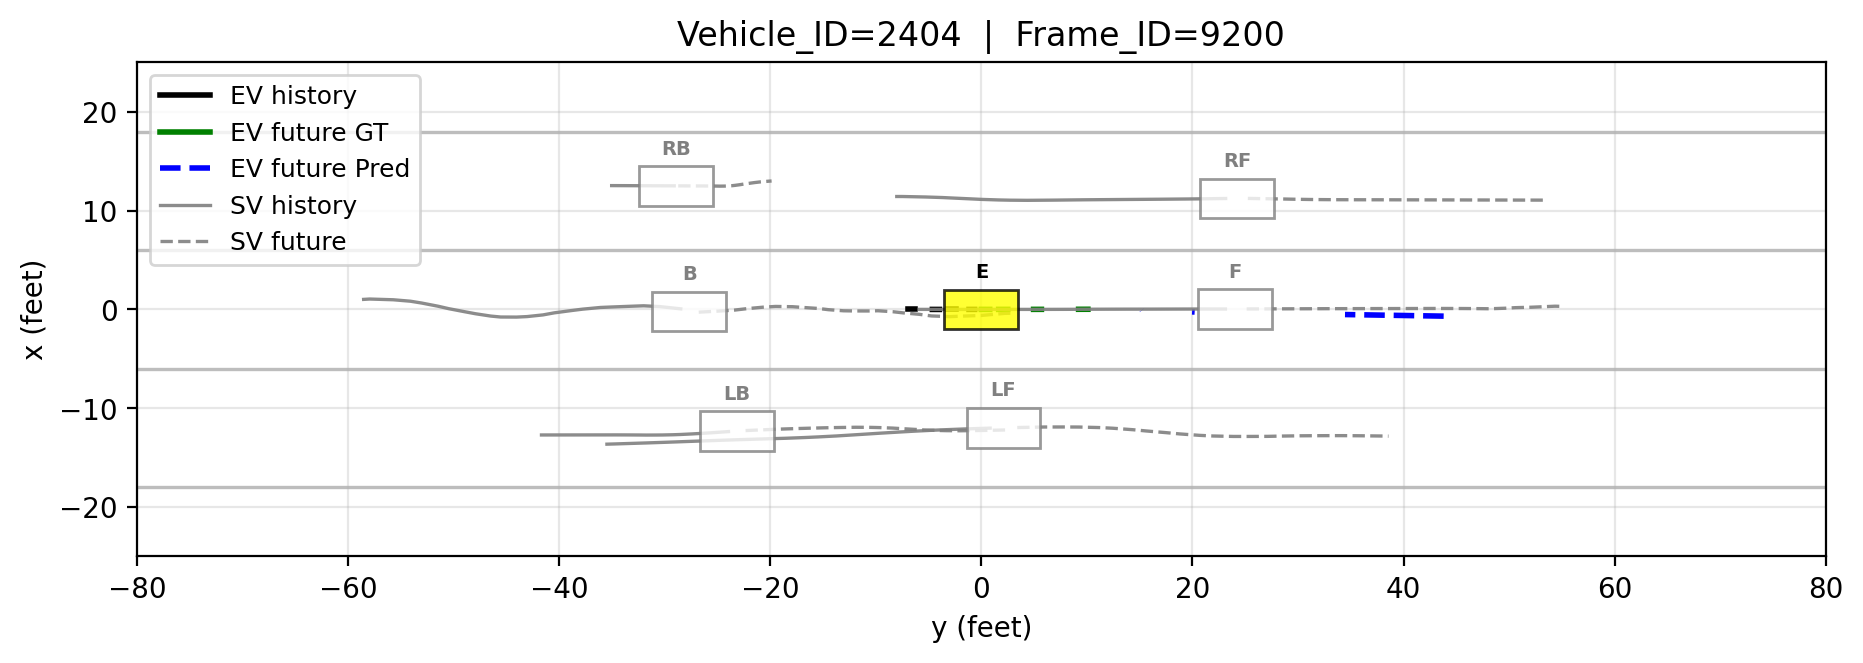 Vehicle_ID=2404 | Frame_ID=9200
EV history
EV future GT
EV future Pred
SV history
SV future
RB
RF
B
E
F
LB
LF
20
10
0
−10
−20
x (feet)
−80
−60
−40
−20
0
20
40
60
80
y (feet)